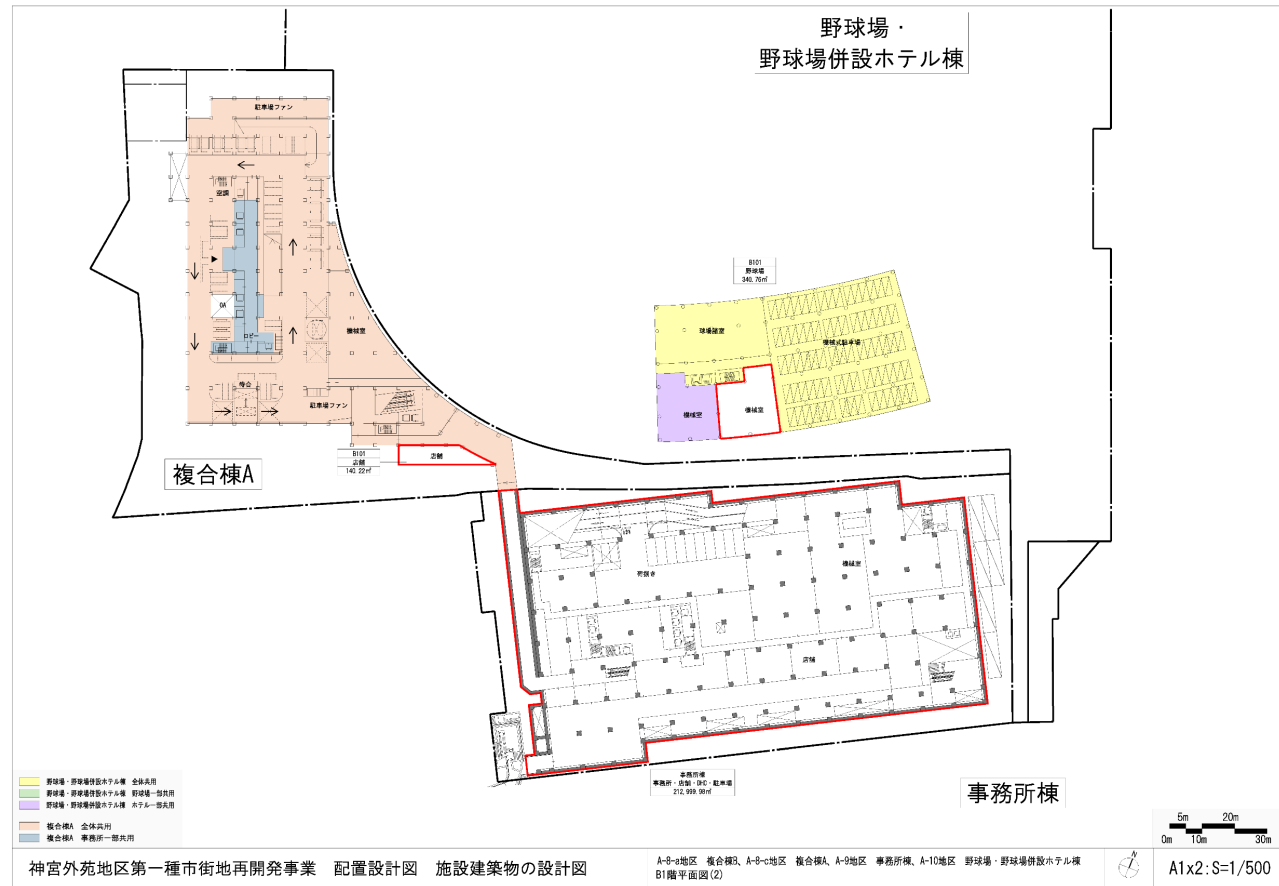 野球場・
野球場併設ホテル棟
駐車場ファン
空調
OA
ロビー
機械室
待合
駐車場ファン
B101
店舗
140.22㎡
店舗
複合棟A
B101
野球場
340.76㎡
球場諸室
機械式駐車場
機械室
機械室
荷捌き
機械室
店舗
事務所棟
事務所・店舗・DHC・駐車場
212,999.98㎡
事務所棟
野球場・野球場併設ホテル棟 全体共用
野球場・野球場併設ホテル棟 野球場一部共用
野球場・野球場併設ホテル棟 ホテル一部共用
複合棟A 全体共用
複合棟A 事務所一部共用
5m 20m
0m 10m 30m
神宮外苑地区第一種市街地再開発事業 配置設計図 施設建築物の設計図
A-8-a地区 複合棟B、A-8-c地区 複合棟A、A-9地区 事務所棟、A-10地区 野球場・野球場併設ホテル棟
B1階平面図(2)
A1x2:S=1/500